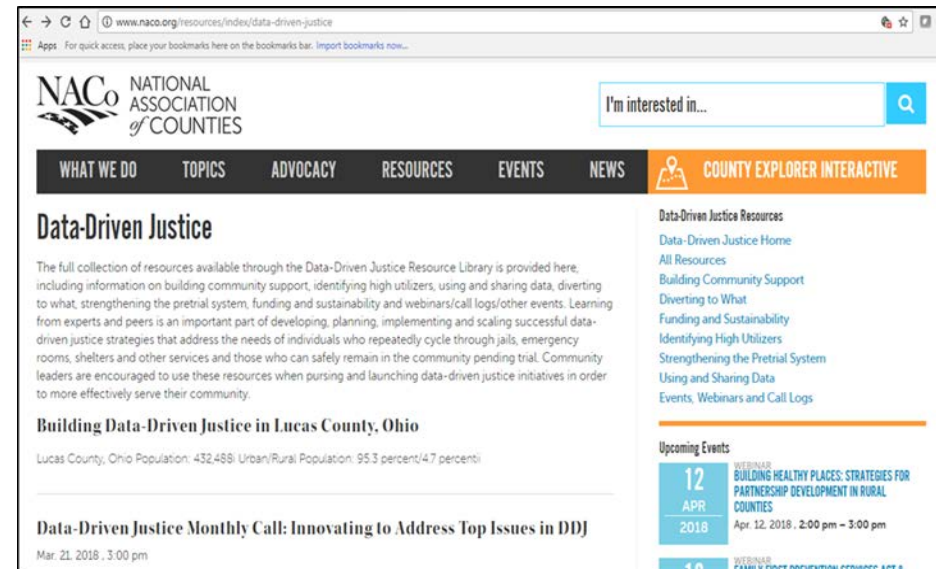 www.naco.org/resources/index/data-driven-justice
Apps For quick access, place your bookmarks here on the bookmarks bar. Import bookmarks now...
NACo NATIONAL
ASSOCIATION
of COUNTIES
I'm interested in...
WHAT WE DO TOPICS ADVOCACY RESOURCES EVENTS NEWS COUNTY EXPLORER INTERACTIVE
Data-Driven Justice
The full collection of resources available through the Data-Driven Justice Resource Library is provided here,
including information on building community support, identifying high utilizers, using and sharing data, diverting
to what, strengthening the pretrial system, funding and sustainability and webinars/call logs/other events. Learning
from experts and peers is an important part of developing, planning, implementing and scaling successful data-
driven justice strategies that address the needs of individuals who repeatedly cycle through jails, emergency
rooms, shelters and other services and those who can safely remain in the community pending trial. Community
leaders are encouraged to use these resources when pursing and launching data-driven justice initiatives in order
to more effectively serve their community.
Building Data-Driven Justice in Lucas County, Ohio
Lucas County, Ohio Population: 432,488i Urban/Rural Population: 95.3 percent/4.7 percentii
Data-Driven Justice Monthly Call: Innovating to Address Top Issues in DDJ
Mar. 21, 2018 , 3:00 pm
Data-Driven Justice Resources
Data-Driven Justice Home
All Resources
Building Community Support
Diverting to What
Funding and Sustainability
Identifying High Utilizers
Strengthening the Pretrial System
Using and Sharing Data
Events, Webinars and Call Logs
Upcoming Events
12
APR
2018
WEBINAR
BUILDING HEALTHY PLACES: STRATEGIES FOR
PARTNERSHIP DEVELOPMENT IN RURAL
COUNTIES
Apr. 12, 2018 , 2:00 pm – 3:00 pm
WEBINAR
FAMILY FIRST PREVENTION SERVICES ACT &